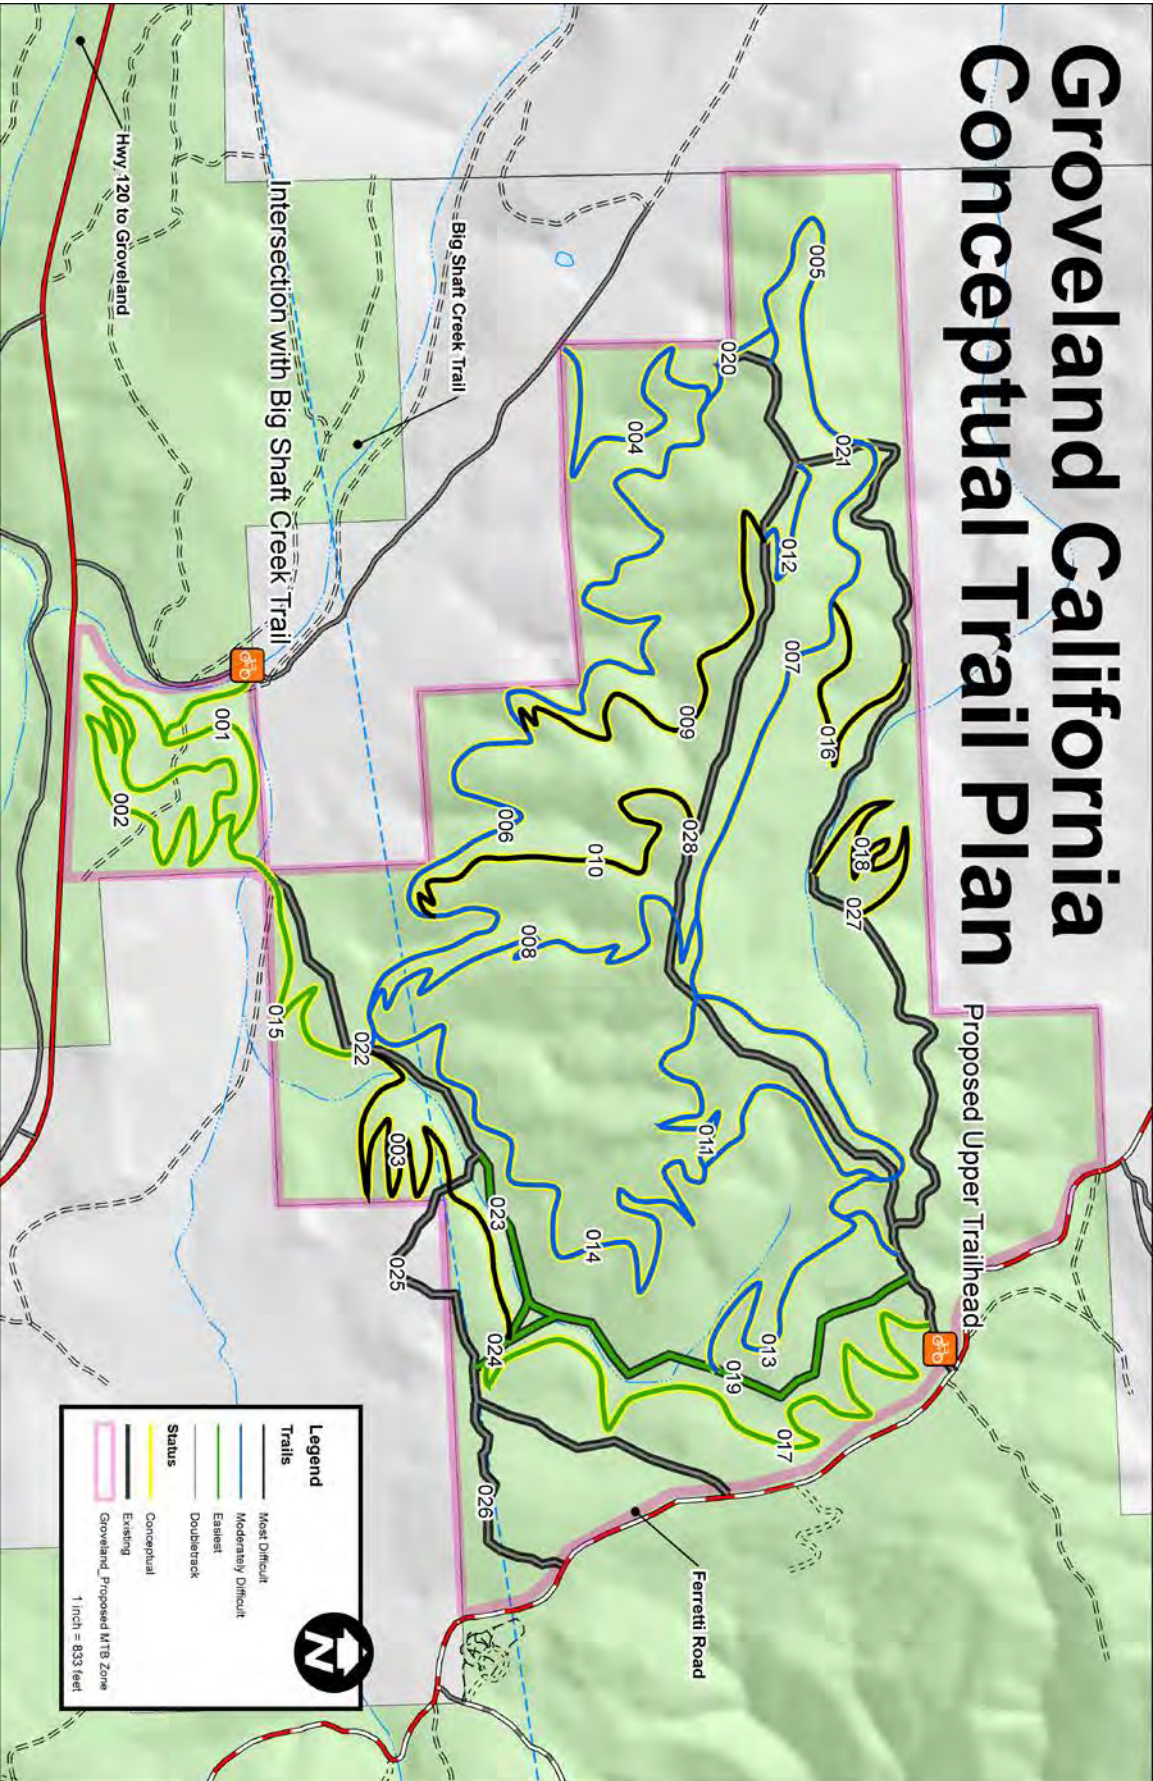 Groveland California
Conceptual Trail Plan
Proposed Upper Trailhead
005
020
021
004
012
007
016
018
027
009
028
006
010
008
011
014
013
019
017
Big Shaft Creek Trail
Intersection with Big Shaft Creek Trail
Hwy 120 to Groveland
001
002
015
022
003
023
025
024
026
Ferretti Road
Legend
Trails
Most Difficult
Moderately Difficult
Easiest
Doubletrack
Status
Conceptual
Existing
Groveland_Proposed MTB Zone
1 inch = 833 feet
N